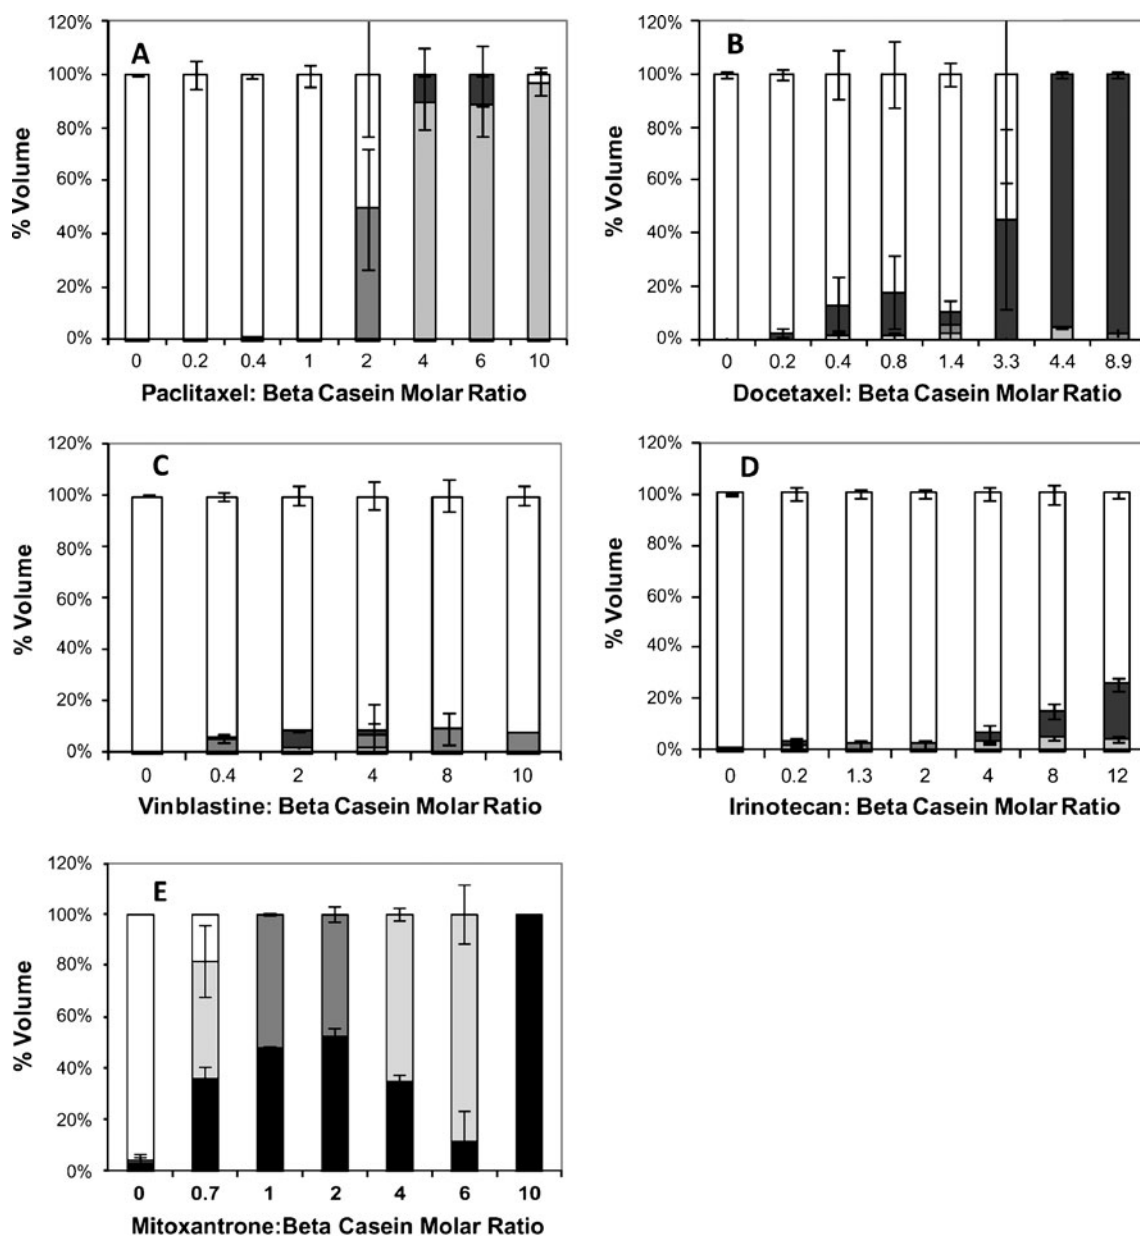 A
% Volume
120%
100%
80%
60%
40%
20%
0%
0 0.2 0.4 1 2 4 6 10
Paclitaxel: Beta Casein Molar Ratio
B
% Volume
120%
100%
80%
60%
40%
20%
0%
0 0.2 0.4 0.8 1.4 3.3 4.4 8.9
Docetaxel: Beta Casein Molar Ratio
C
% Volume
120%
100%
80%
60%
40%
20%
0%
0 0.4 2 4 8 10
Vinblastine: Beta Casein Molar Ratio
D
% Volume
120%
100%
80%
60%
40%
20%
0%
0 0.2 1.3 2 4 8 12
Irinotecan: Beta Casein Molar Ratio
E
% Volume
120%
100%
80%
60%
40%
20%
0%
0 0.7 1 2 4 6 10
Mitoxantrone:Beta Casein Molar Ratio